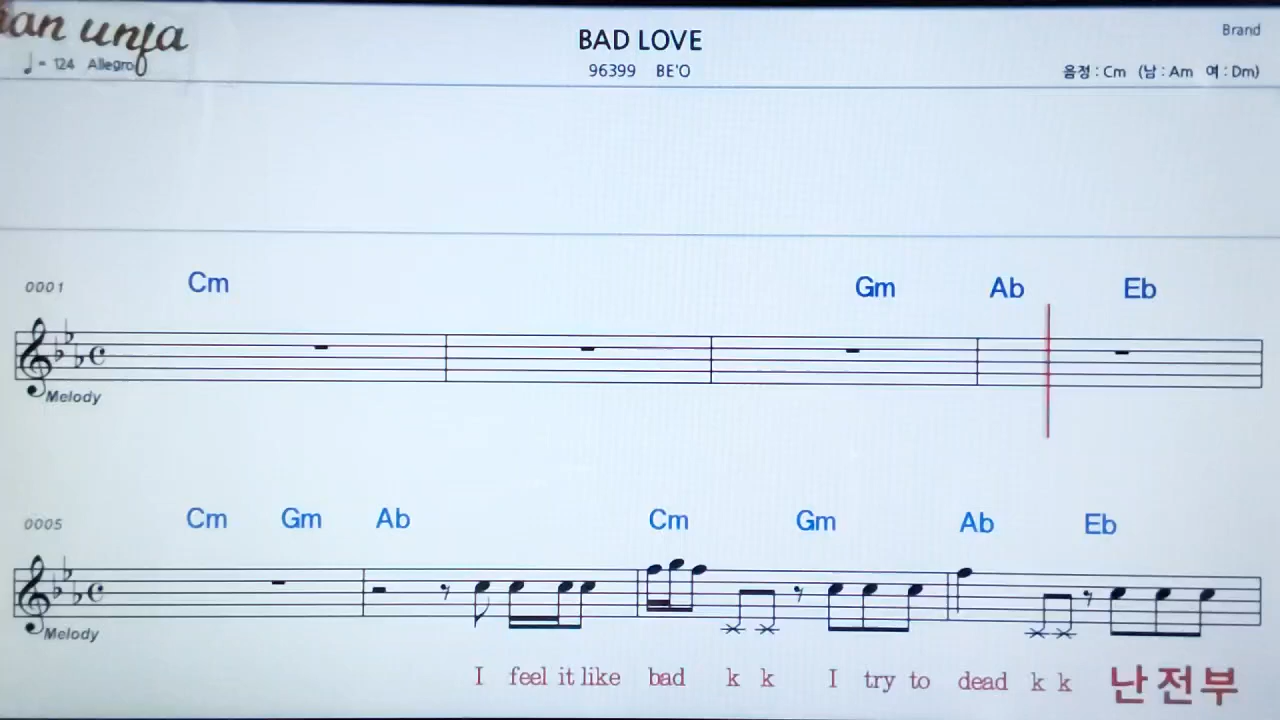 an unja
BAD LOVE
Brand
♩= 124 Allegro
96399 BE'O
음정 : Cm (남 : Am 여 : Dm)
0001 Cm Gm Ab Eb
Melody
0005 Cm Gm Ab Cm Gm Ab Eb
Melody
I feel it like bad k k I try to dead k k 난 전 부